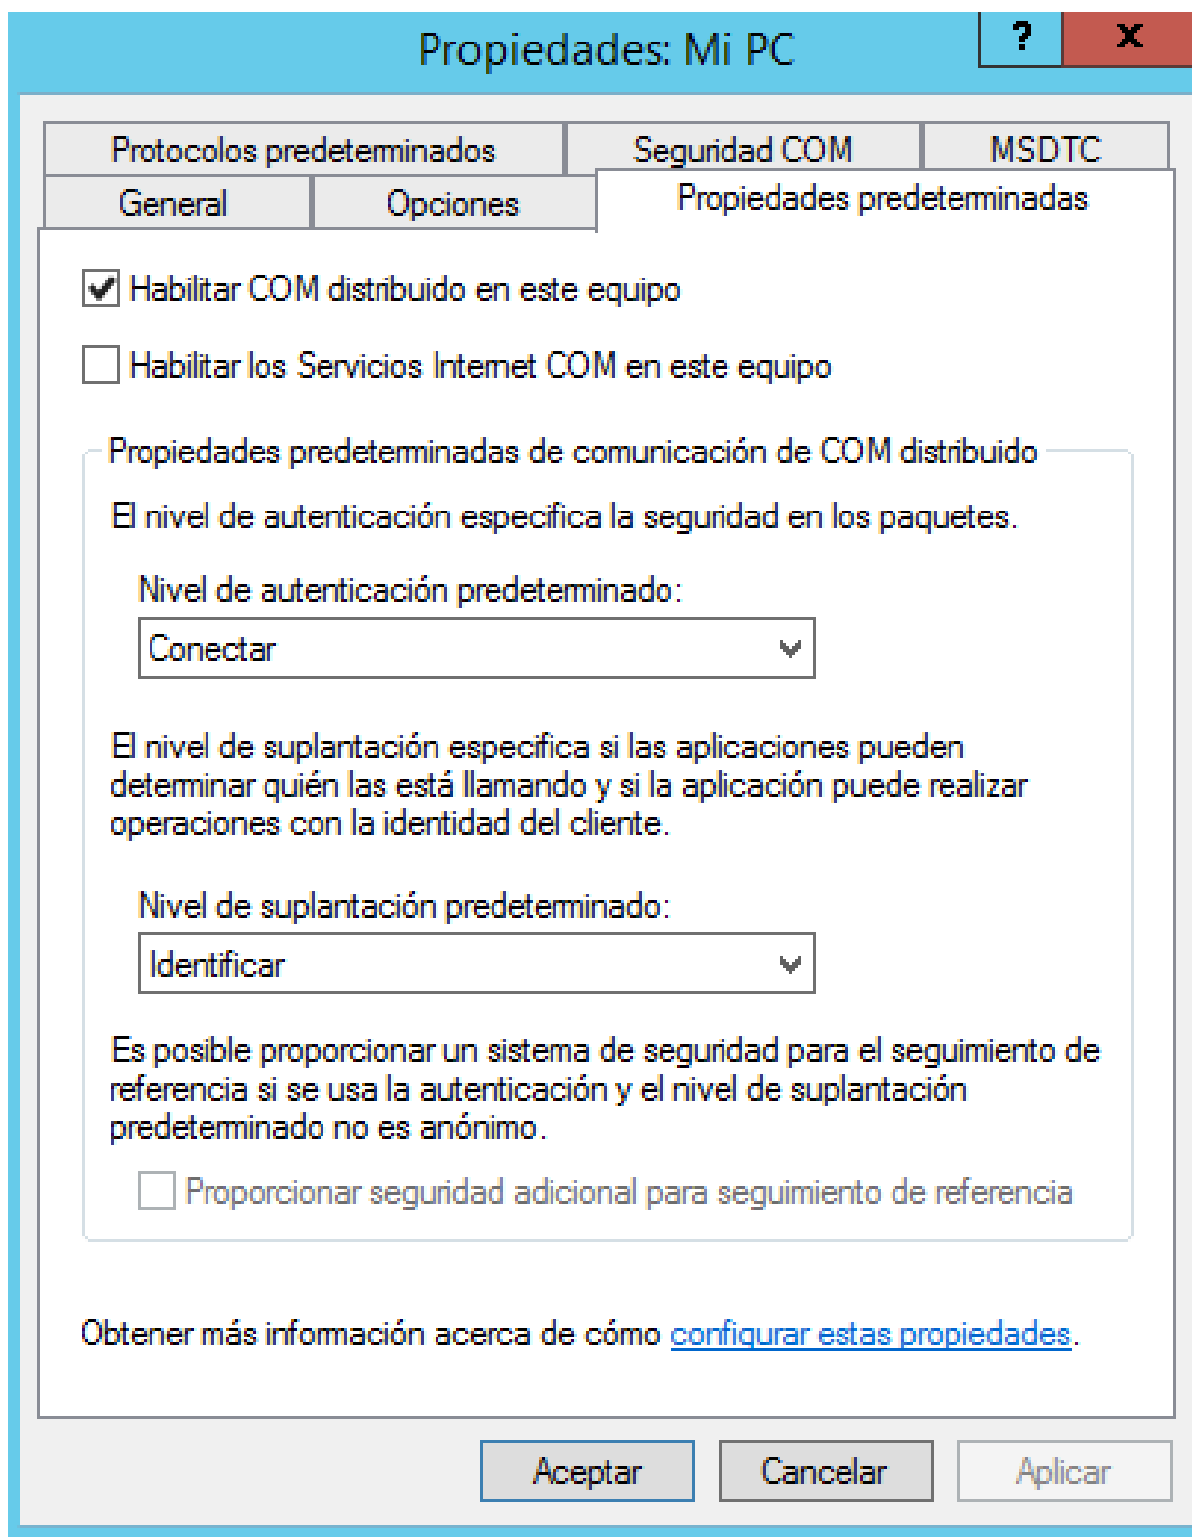 Propiedades: Mi PC
?
x
Protocolos predeterminados
Seguridad COM
MSDTC
General
Opciones
Propiedades predeterminadas
Habilitar COM distribuido en este equipo
Habilitar los Servicios Internet COM en este equipo
Propiedades predeterminadas de comunicación de COM distribuido
El nivel de autenticación especifica la seguridad en los paquetes.
Nivel de autenticación predeterminado:
Conectar
El nivel de suplantación especifica si las aplicaciones pueden
determinar quién las está llamando y si la aplicación puede realizar
operaciones con la identidad del cliente.
Nivel de suplantación predeterminado:
Identificar
Es posible proporcionar un sistema de seguridad para el seguimiento de
referencia si se usa la autenticación y el nivel de suplantación
predeterminado no es anónimo.
Proporcionar seguridad adicional para seguimiento de referencia
Obtener más información acerca de cómo configurar estas propiedades.
Aceptar
Cancelar
Aplicar